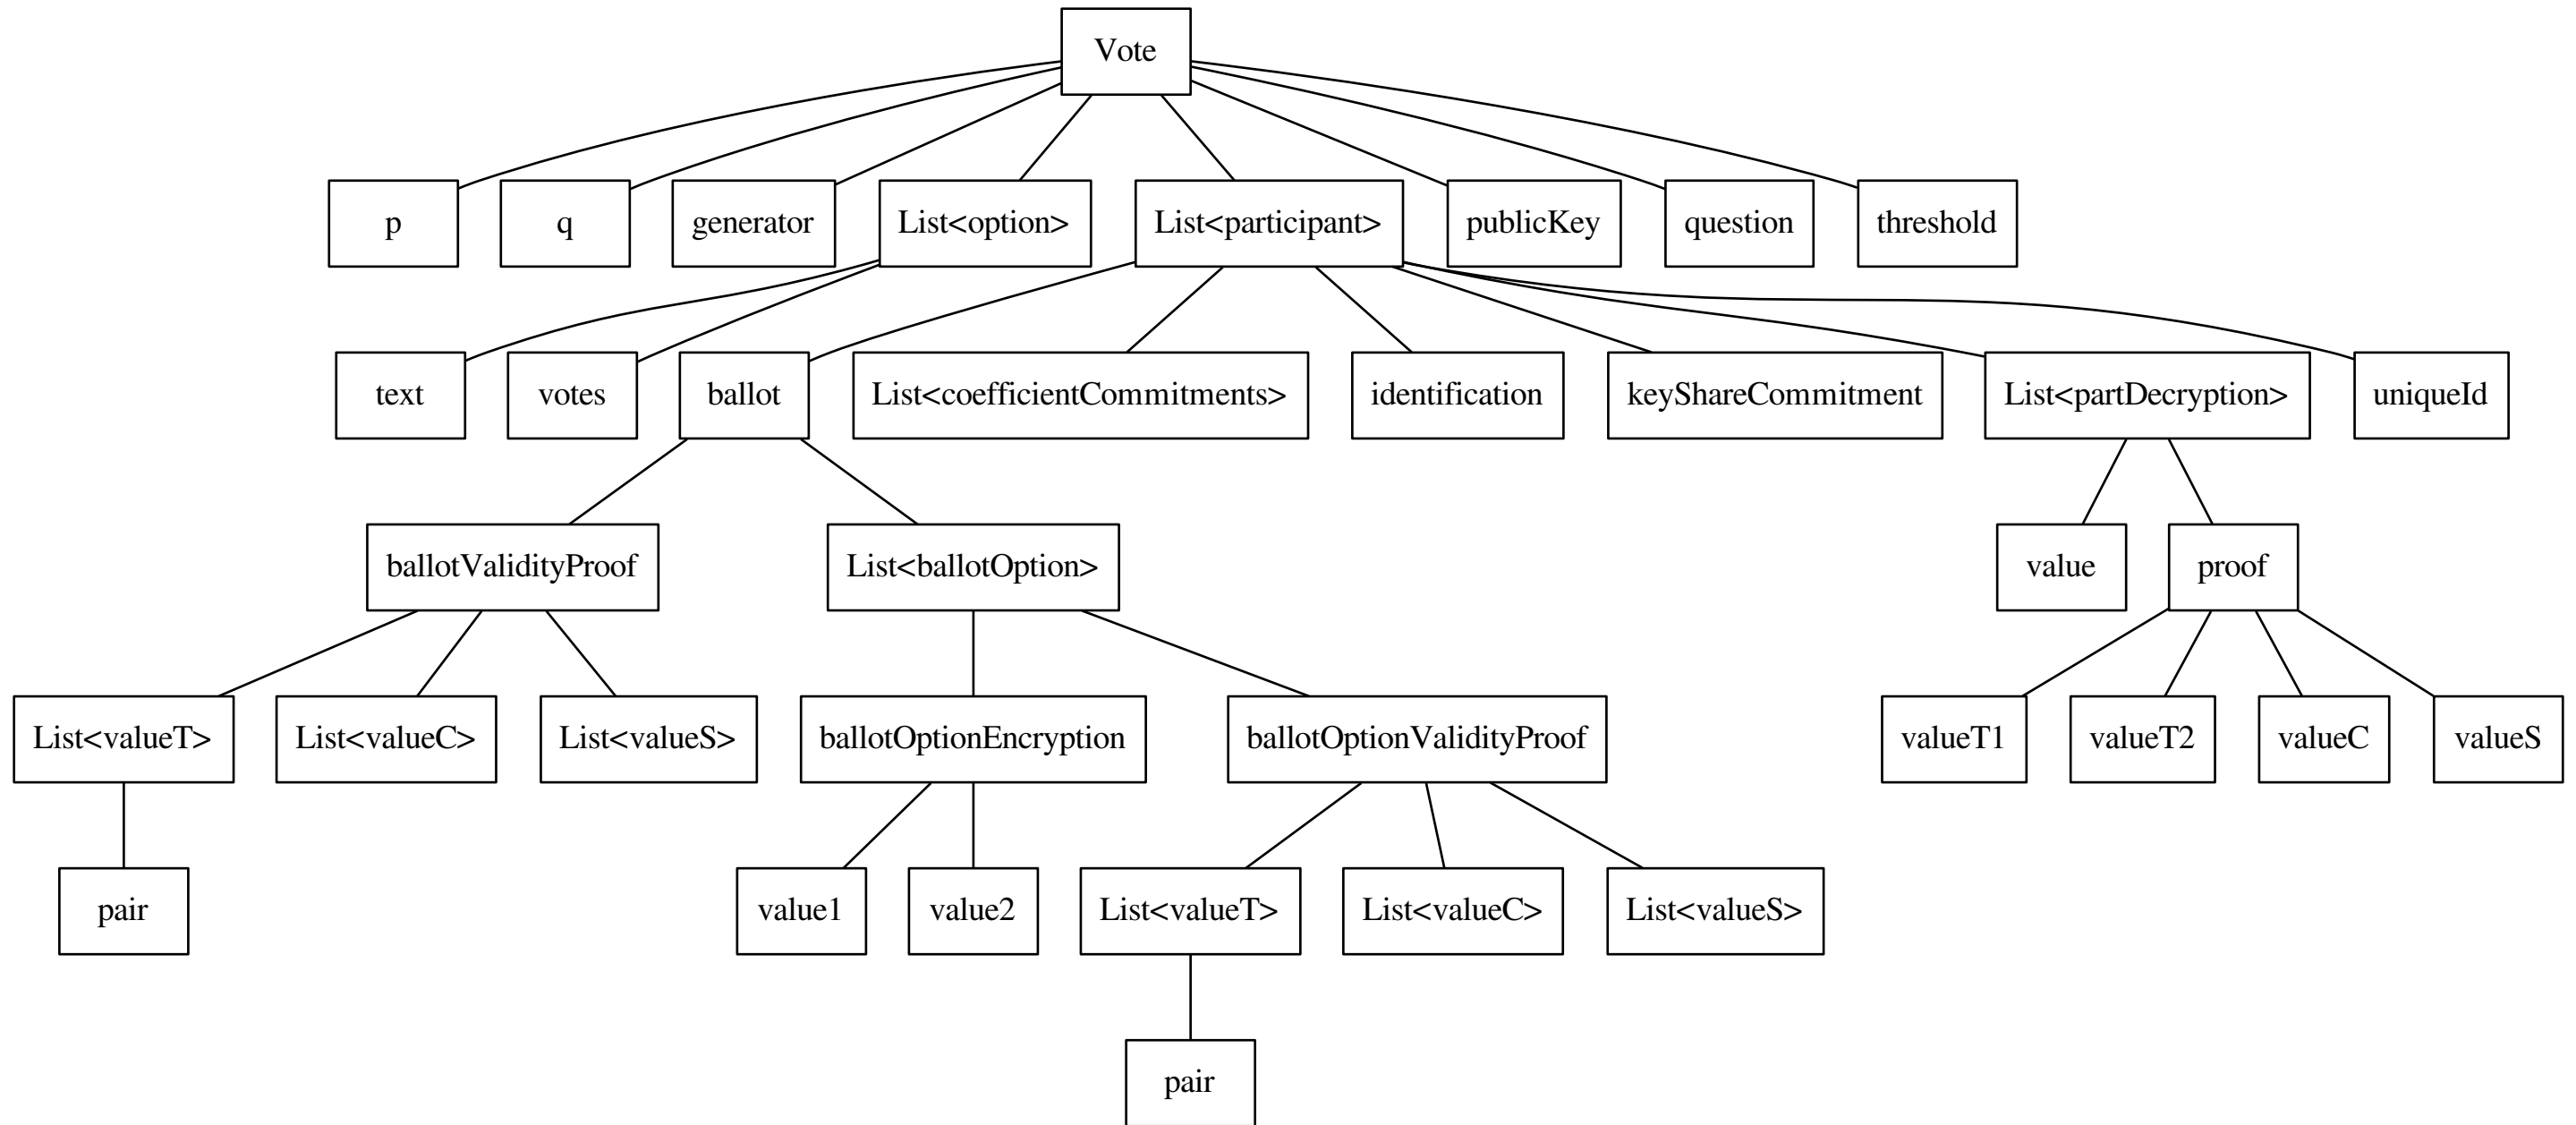 Vote
p
q
generator
List<option>
List<participant>
publicKey
question
threshold
text
votes
ballot
List<coefficientCommitments>
identification
keyShareCommitment
List<partDecryption>
uniqueId
ballotValidityProof
List<ballotOption>
value
proof
List<valueT>
List<valueC>
List<valueS>
ballotOptionEncryption
ballotOptionValidityProof
valueT1
valueT2
valueC
valueS
pair
value1
value2
List<valueT>
List<valueC>
List<valueS>
pair